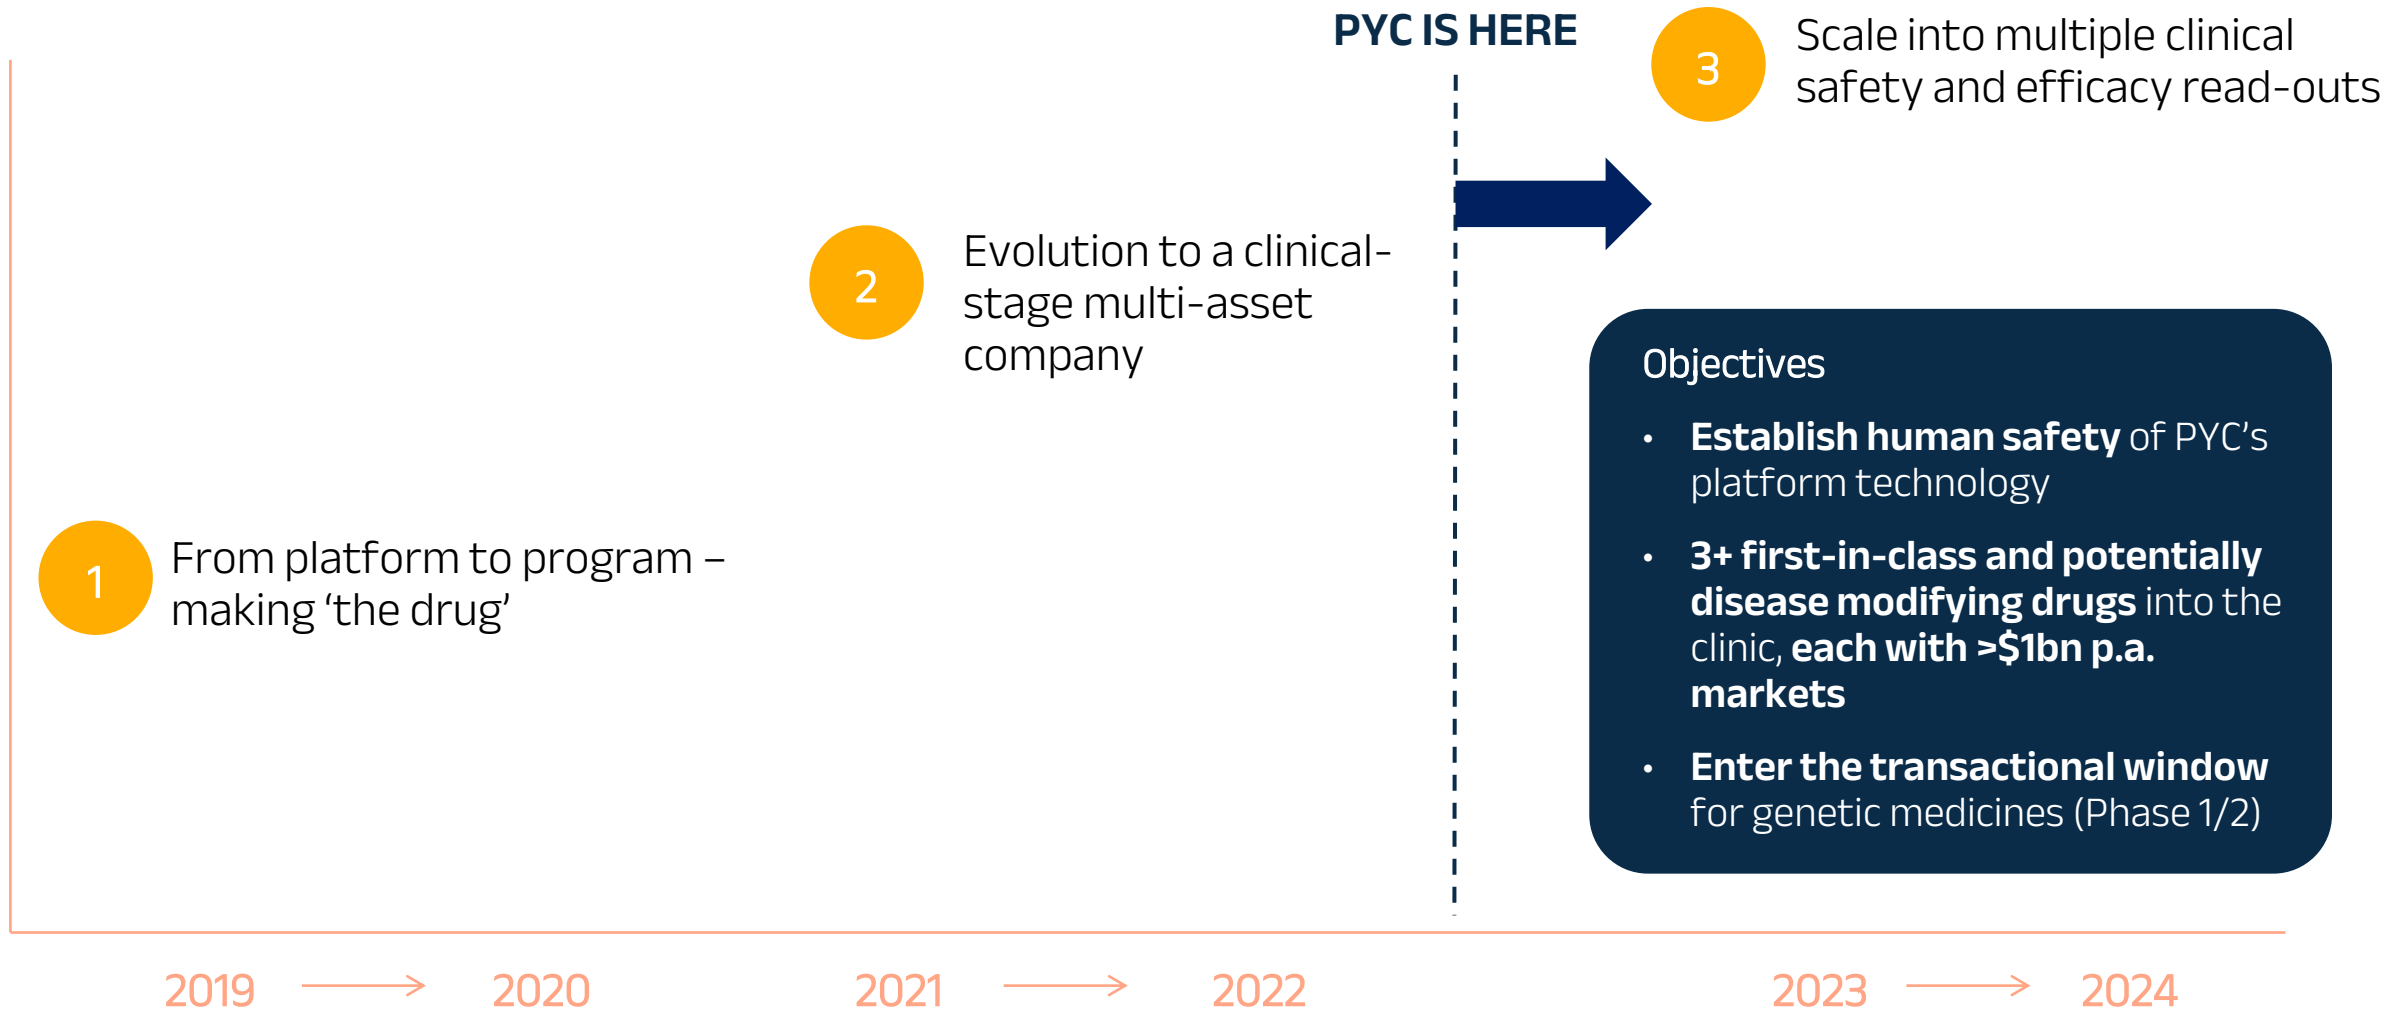 PYC IS HERE
3
Scale into multiple clinical
safety and efficacy read-outs
2
Evolution to a clinical-
stage multi-asset
company
1
From platform to program –
making ‘the drug’
Objectives
• Establish human safety of PYC’s
platform technology
• 3+ first-in-class and potentially
disease modifying drugs into the
clinic, each with >$1bn p.a.
markets
• Enter the transactional window
for genetic medicines (Phase 1/2)
2019 → 2020 2021 → 2022 2023 → 2024